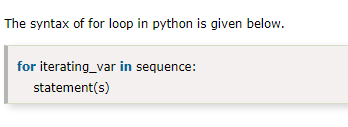 The syntax of for loop in python is given below.
for iterating_var in sequence:
    statement(s)